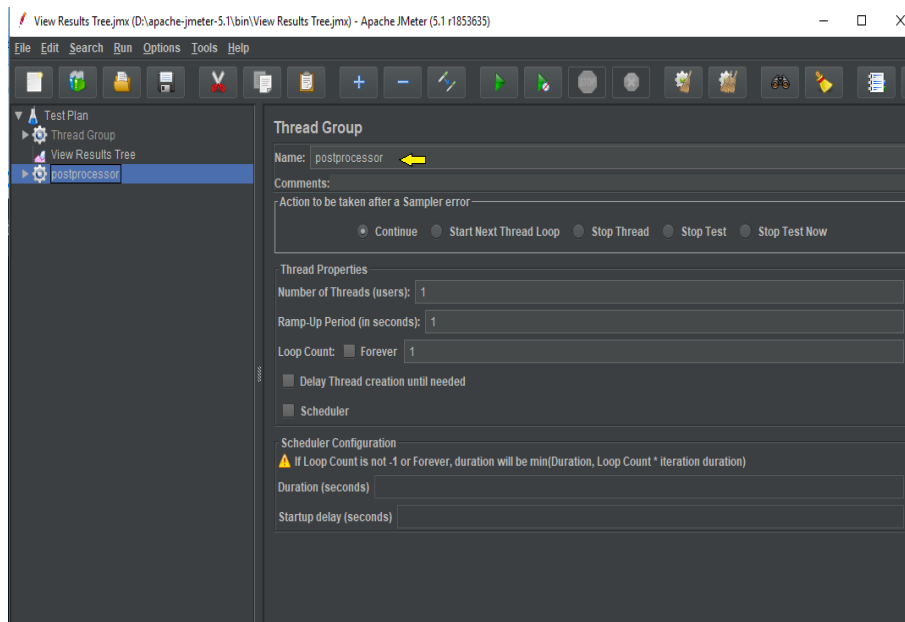 View Results Tree.jmx (D:\apache-jmeter-5.1\bin\View Results Tree.jmx) - Apache JMeter (5.1 r1853635)
File Edit Search Run Options Tools Help
Test Plan
Thread Group
View Results Tree
postprocessor
Thread Group
Name: postprocessor
Comments:
Action to be taken after a Sampler error
Continue Start Next Thread Loop Stop Thread Stop Test Stop Test Now
Thread Properties
Number of Threads (users): 1
Ramp-Up Period (in seconds): 1
Loop Count: Forever 1
Delay Thread creation until needed
Scheduler
Scheduler Configuration
If Loop Count is not -1 or Forever, duration will be min(Duration, Loop Count * iteration duration)
Duration (seconds)
Startup delay (seconds)